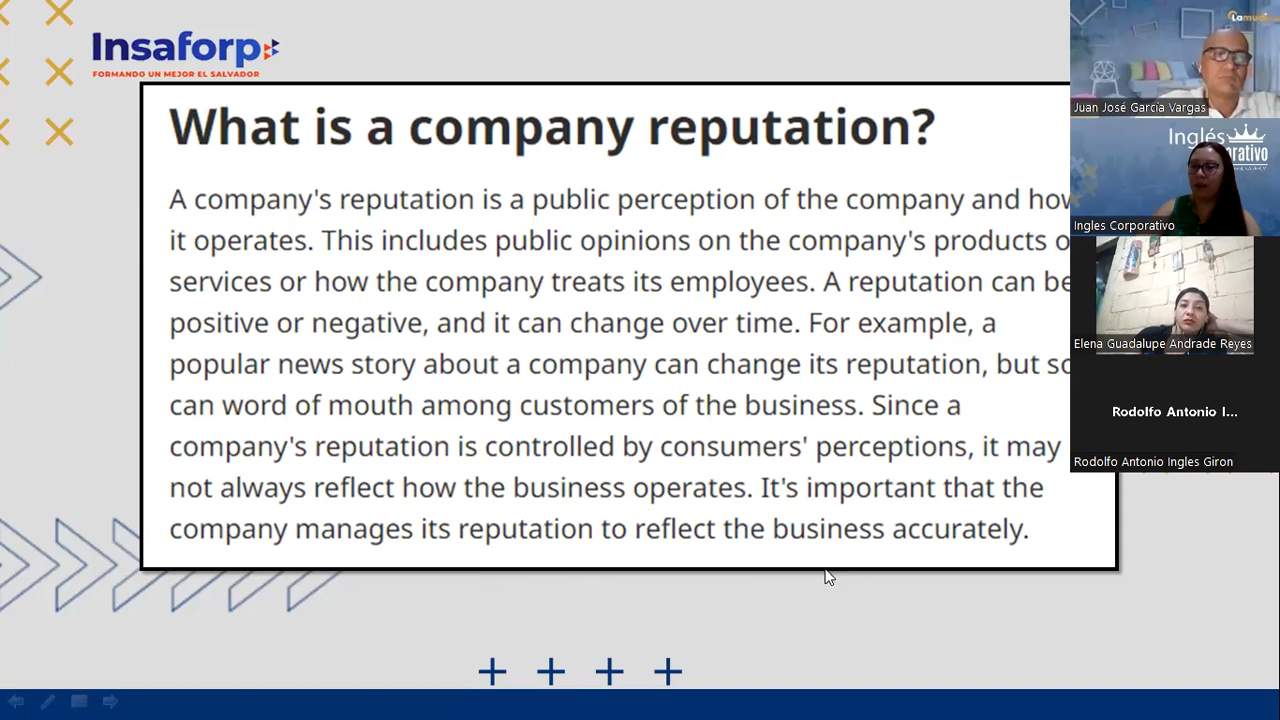 Insaforp
FORMANDO UN MEJOR EL SALVADOR
What is a company reputation?
A company's reputation is a public perception of the company and how
it operates. This includes public opinions on the company's products o
services or how the company treats its employees. A reputation can be
positive or negative, and it can change over time. For example, a
popular news story about a company can change its reputation, but so
can word of mouth among customers of the business. Since a
company's reputation is controlled by consumers' perceptions, it may
not always reflect how the business operates. It's important that the
company manages its reputation to reflect the business accurately.
Juan José García Vargas
Inglés
Ingles Corporativo
Elena Guadalupe Andrade Reyes
Rodolfo Antonio I...
Rodolfo Antonio Ingles Giron